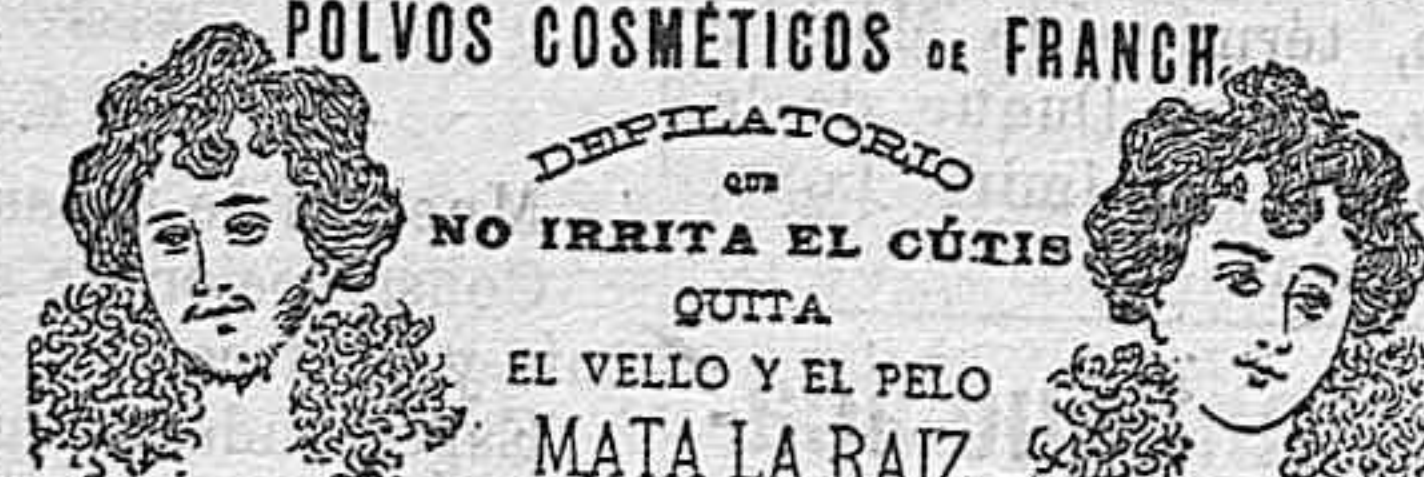 POLVOS COSMÉTICOS DE FRANCH
DEPILATORIO
QUE
NO IRRITA EL CÚTIS
QUITA
EL VELLO Y EL PELO
MATA LA RAIZ